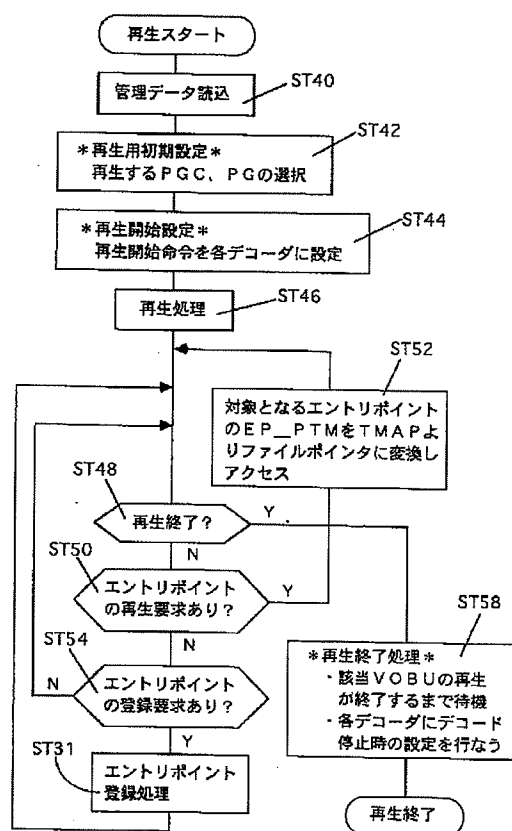 再生スタート
管理データ読込
ST40
ST42
＊再生用初期設定＊
再生するPGC、PGの選択
ST44
＊再生開始設定＊
再生開始命令を各デコーダに設定
再生処理
ST46
ST52
対象となるエントリポイント
のEP＿PTMをTMAPよ
りファイルポインタに変換し
アクセス
ST48
再生終了？
Y
N
ST50
エントリポイント
の再生要求あり？
Y
N
ST54
エントリポイント
の登録要求あり？
N
Y
ST31
エントリポイント
登録処理
ST58
＊再生終了処理＊
・該当VOBUの再生
が終了するまで待機
・各デコーダにデコード
停止時の設定を行なう
再生終了